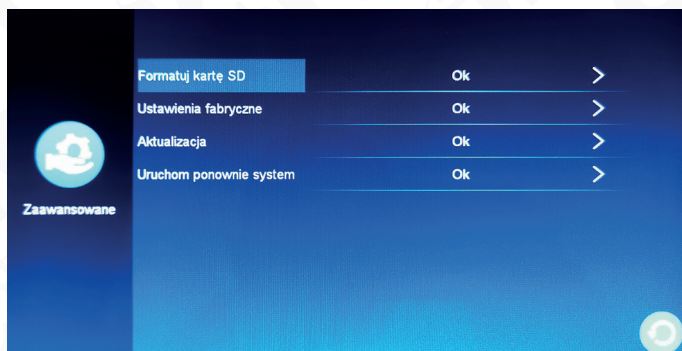 Formatuj kartę SD Ok >
Ustawienia fabryczne Ok >
Aktualizacja Ok >
Uruchom ponownie system Ok >
Zaawansowane